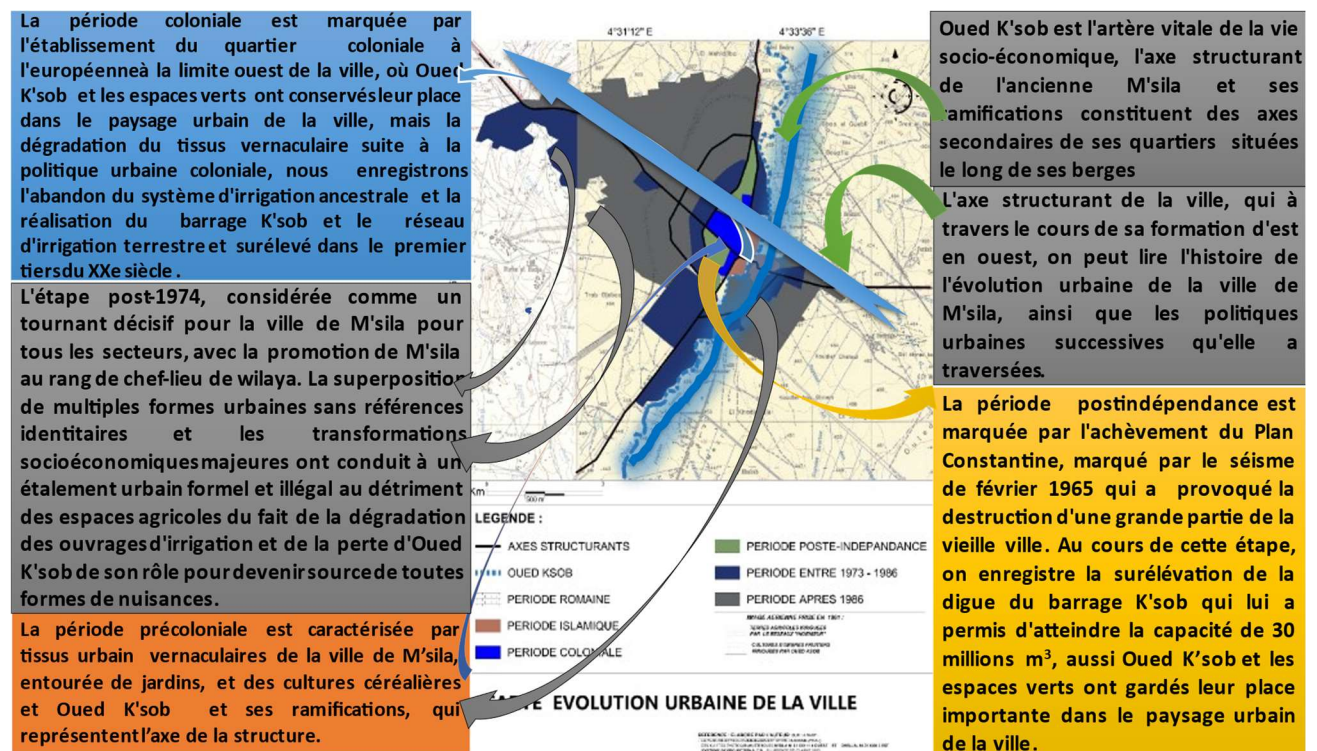 La période coloniale est marquée par
l'établissement du quartier coloniale à
l'européenneà la limite ouest de la ville, où Oued
K'sob et les espaces verts ont conservésleur place
dans le paysage urbain de la ville, mais la
dégradation du tissus vernaculaire suite à la
politique urbaine coloniale, nous enregistrons
l'abandon du système d'irrigation ancestrale et la
réalisation du barrage K'sob et le réseau
d'irrigation terrestre et surélevé dans le premier
tiersdu XXe siècle .
L'étape post-1974, considérée comme un
tournant décisif pour la ville de M'sila pour
tous les secteurs, avec la promotion de M'sila
au rang de chef-lieu de wilaya. La superposition
de multiples formes urbaines sans références
identitaires et les transformations
socioéconomiquesmajeures ont conduit à un
étalement urbain formel et illégal au détriment
des espaces agricoles du fait de la dégradation
des ouvragesd'irrigation et de la perte d'Oued
K'sob de son rôle pour devenir source de toutes
formes de nuisances.
La période précoloniale est caractérisée par
tissus urbain vernaculaires de la ville de M'sila,
entourée de jardins, et des cultures céréalières
et Oued K'sob et ses ramifications, qui
représentent l'axe de la structure.
4°31'12" E
4°33'36" E
Km
500 m
LEGENDE :
AXES STRUCTURANTS
OUED KSOB
PERIODE ROMAINE
PERIODE ISLAMIQUE
PERIODE COLONIALE
PERIODE POSTE-INDEPANDANCE
PERIODE ENTRE 1973 - 1986
PERIODE APRES 1986
EVOLUTION URBAINE DE LA VILLE
Oued K'sob est l'artère vitale de la vie
socio-économique, l'axe structurant
de l'ancienne M'sila et ses
ramifications constituent des axes
secondaires de ses quartiers situées
le long de ses berges
L'axe structurant de la ville, qui à
travers le cours de sa formation d'est
en ouest, on peut lire l'histoire de
l'évolution urbaine de la ville de
M'sila, ainsi que les politiques
urbaines successives qu'elle a
traversées.
La période postindépendance est
marquée par l'achèvement du Plan
Constantine, marqué par le séisme
de février 1965 qui a provoqué la
destruction d'une grande partie de la
vieille ville. Au cours de cette étape,
on enregistre la surélévation de la
digue du barrage K'sob qui lui a
permis d'atteindre la capacité de 30
millions m³, aussi Oued K'sob et les
espaces verts ont gardés leur place
importante dans le paysage urbain
de la ville.